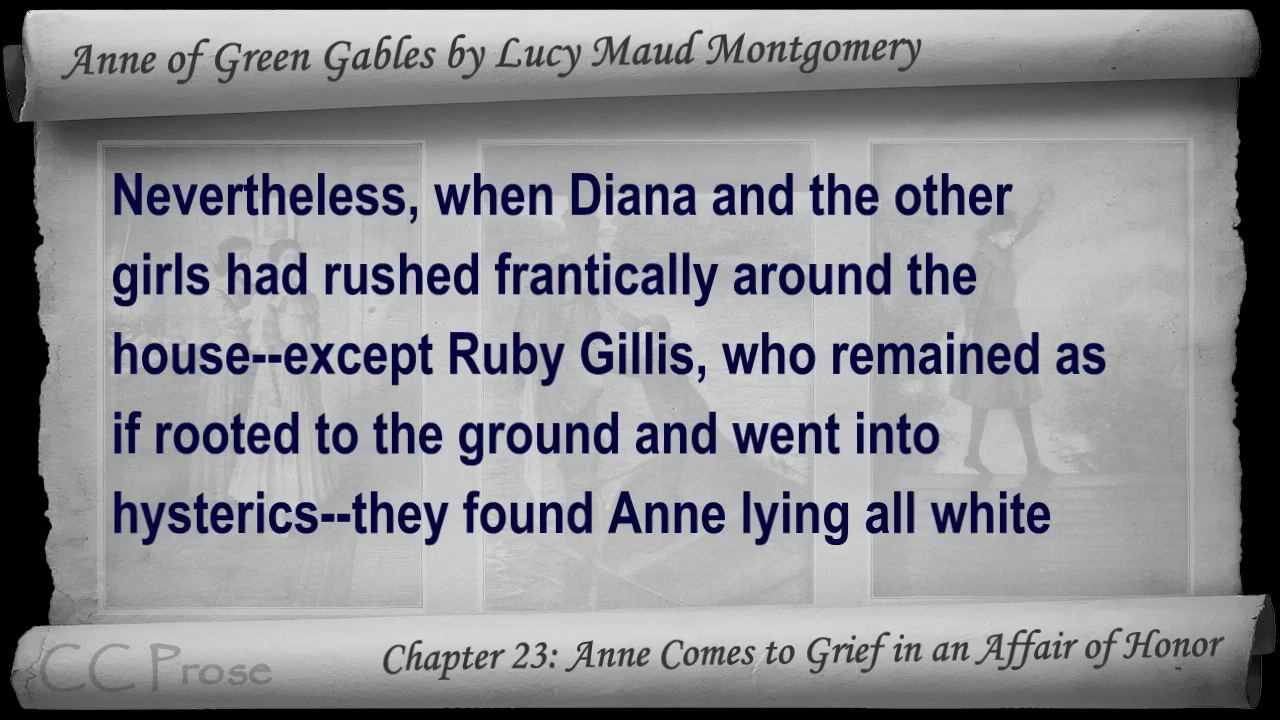 Anne of Green Gables by Lucy Maud Montgomery
Nevertheless, when Diana and the other
girls had rushed frantically around the
house--except Ruby Gillis, who remained as
if rooted to the ground and went into
hysterics--they found Anne lying all white
CC Prose
Chapter 23: Anne Comes to Grief in an Affair of Honor